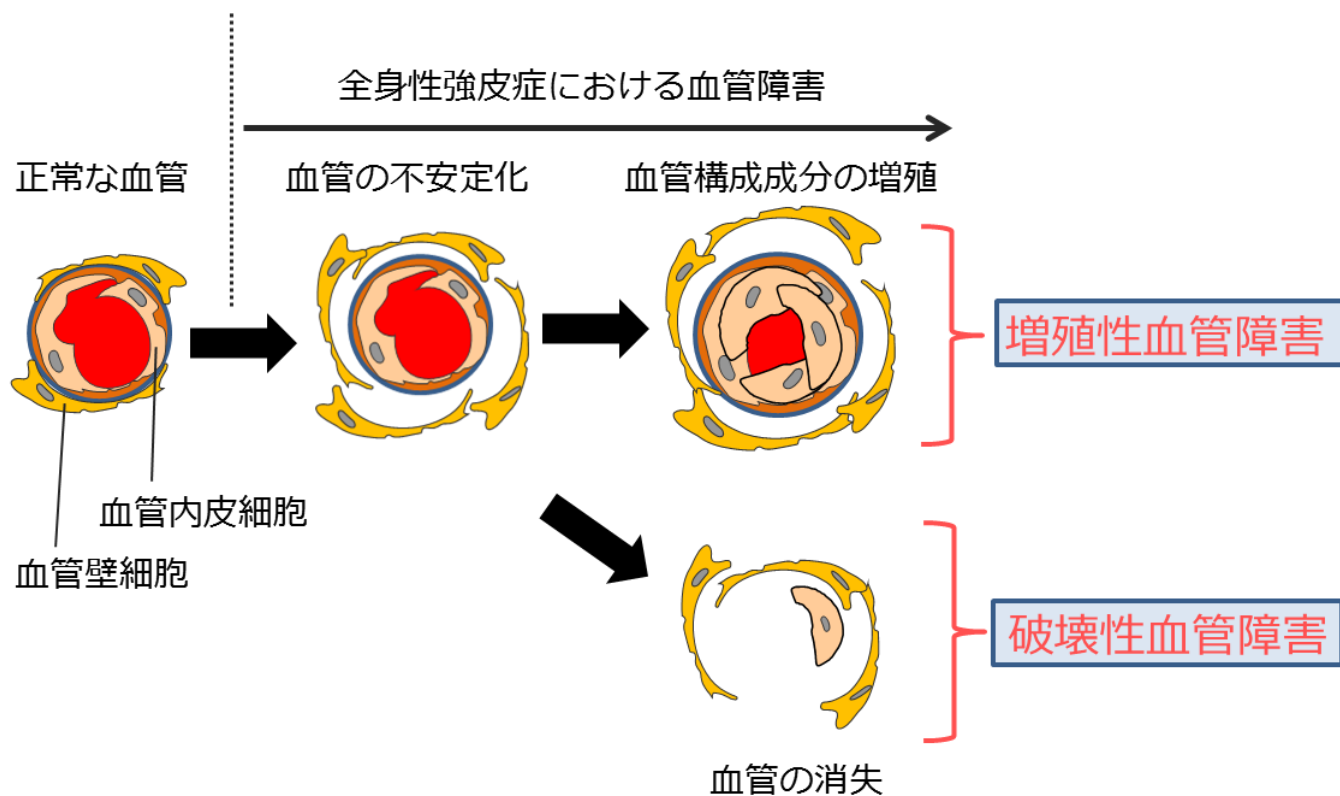 全身性強皮症における血管障害
正常な血管
血管の不安定化
血管構成成分の増殖
増殖性血管障害
血管内皮細胞
血管壁細胞
破壊性血管障害
血管の消失